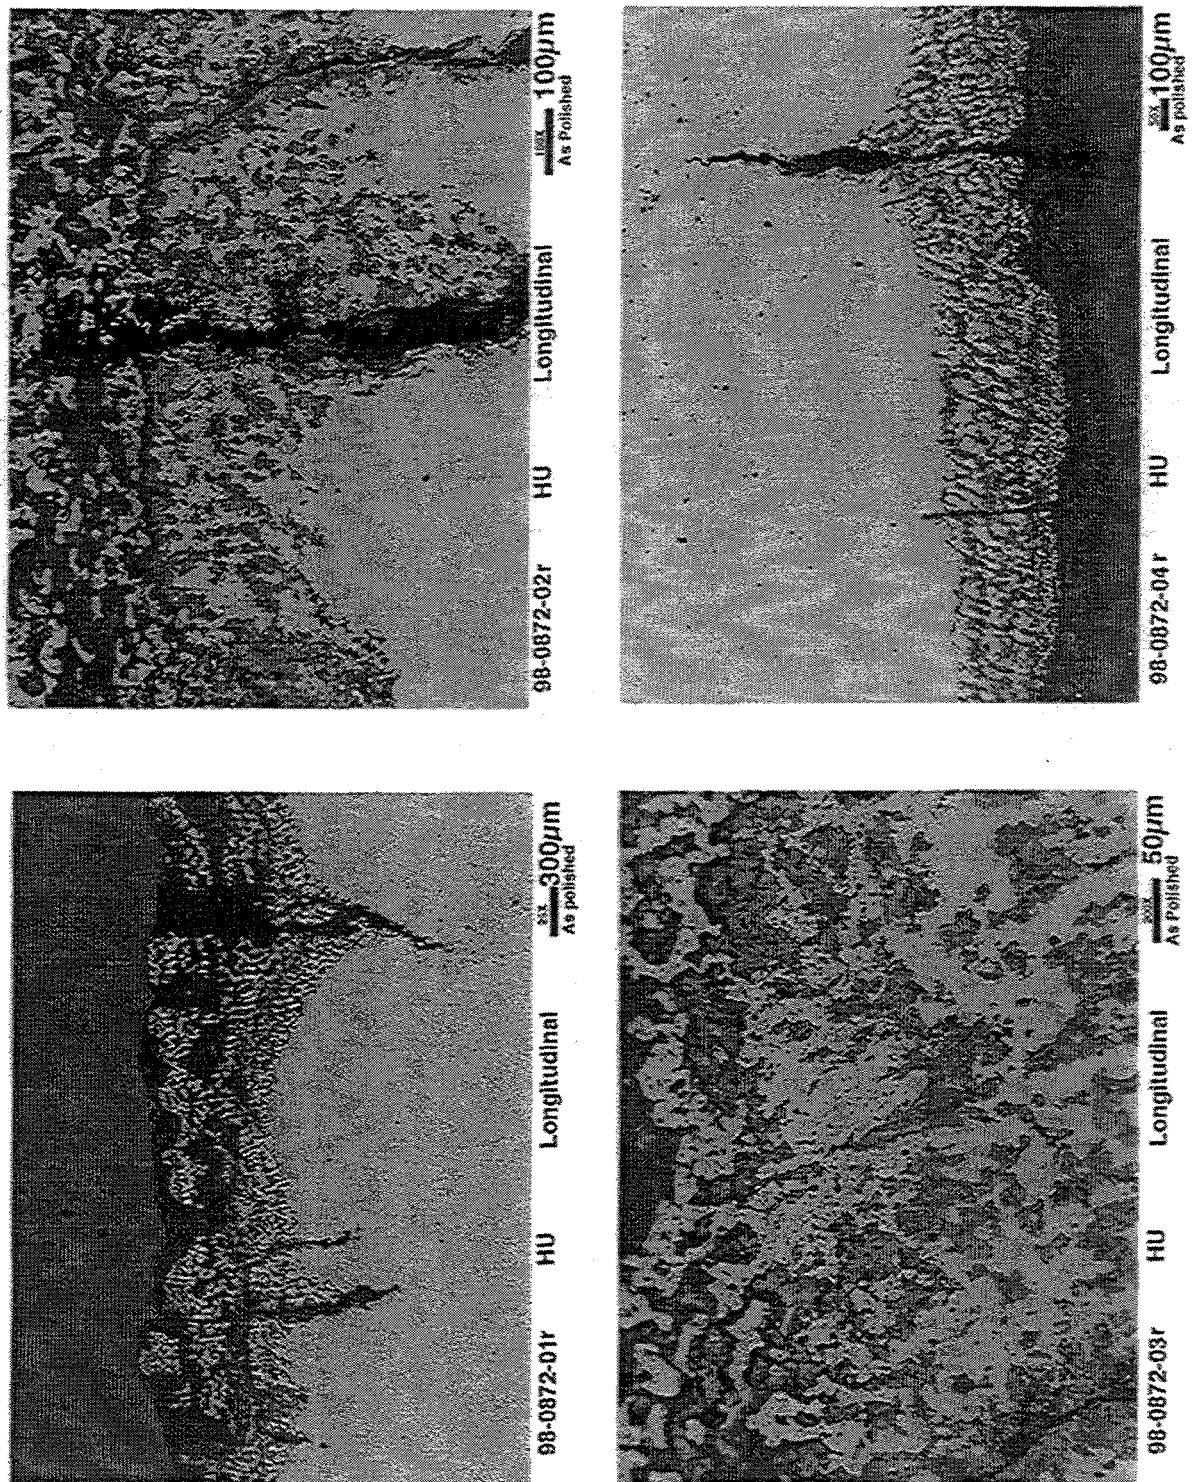 98-0872-01r HU Longitudinal 300µm
As polished
98-0872-02r HU Longitudinal 100µm
As Polished
98-0872-03r HU Longitudinal 50µm
As Polished
98-0872-04r HU Longitudinal 100µm
As polished